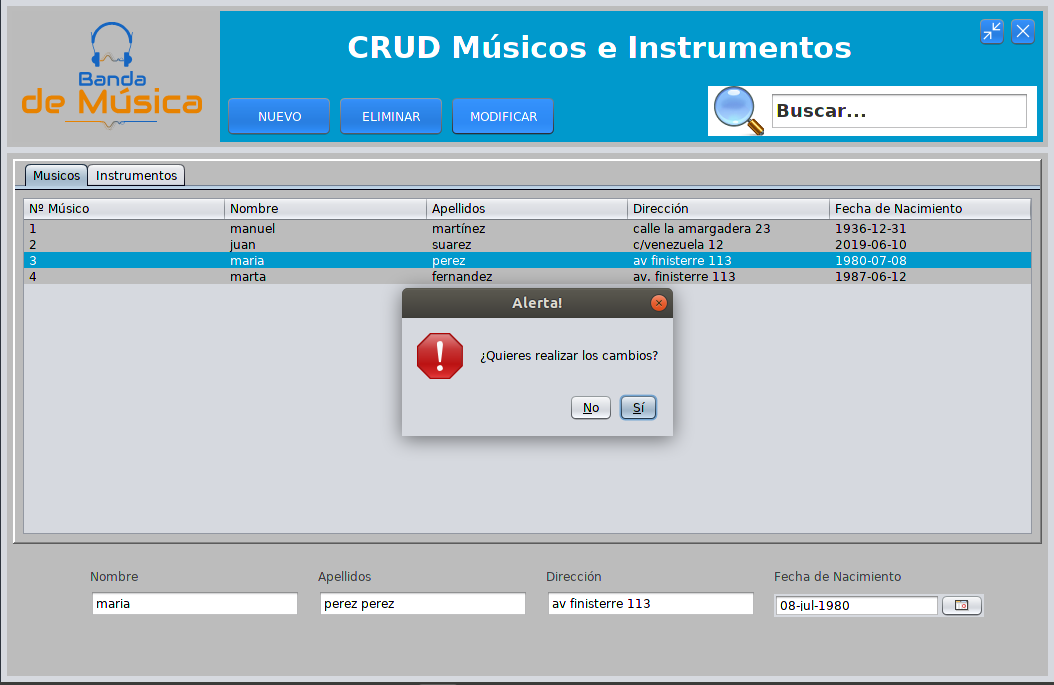 Banda
de Música
CRUD Músicos e Instrumentos
NUEVO ELIMINAR MODIFICAR
Buscar...
Musicos Instrumentos
Nº Músico Nombre Apellidos Dirección Fecha de Nacimiento
1 manuel martínez calle la amargadera 23 1936-12-31
2 juan suarez c/venezuela 12 2019-06-10
3 maria perez av finisterre 113 1980-07-08
4 marta fernandez av. finisterre 113 1987-06-12
Alerta!
¿Quieres realizar los cambios?
No Sí
Nombre Apellidos Dirección Fecha de Nacimiento
maria perez perez av finisterre 113 08-jul-1980